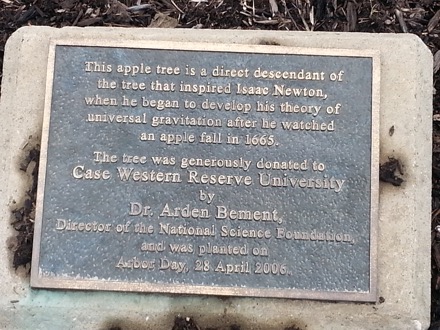 This apple tree is a direct descendant of
the tree that inspired Isaac Newton,
when he began to develop his theory of
universal gravitation after he watched
an apple fall in 1665.
The tree was generously donated to
Case Western Reserve University
by
Dr. Arden Bement,
Director of the National Science Foundation,
and was planted on
Arbor Day, 28 April 2006.